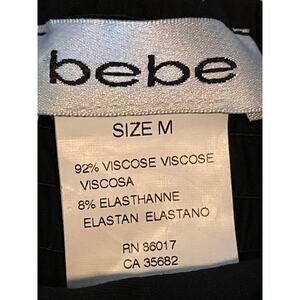 bebe
SIZE M
92% VISCOSE VISCOSE
VISCOSA
8% ELASTHANNE
ELASTAN ELASTANO
RN 86017
CA 35682